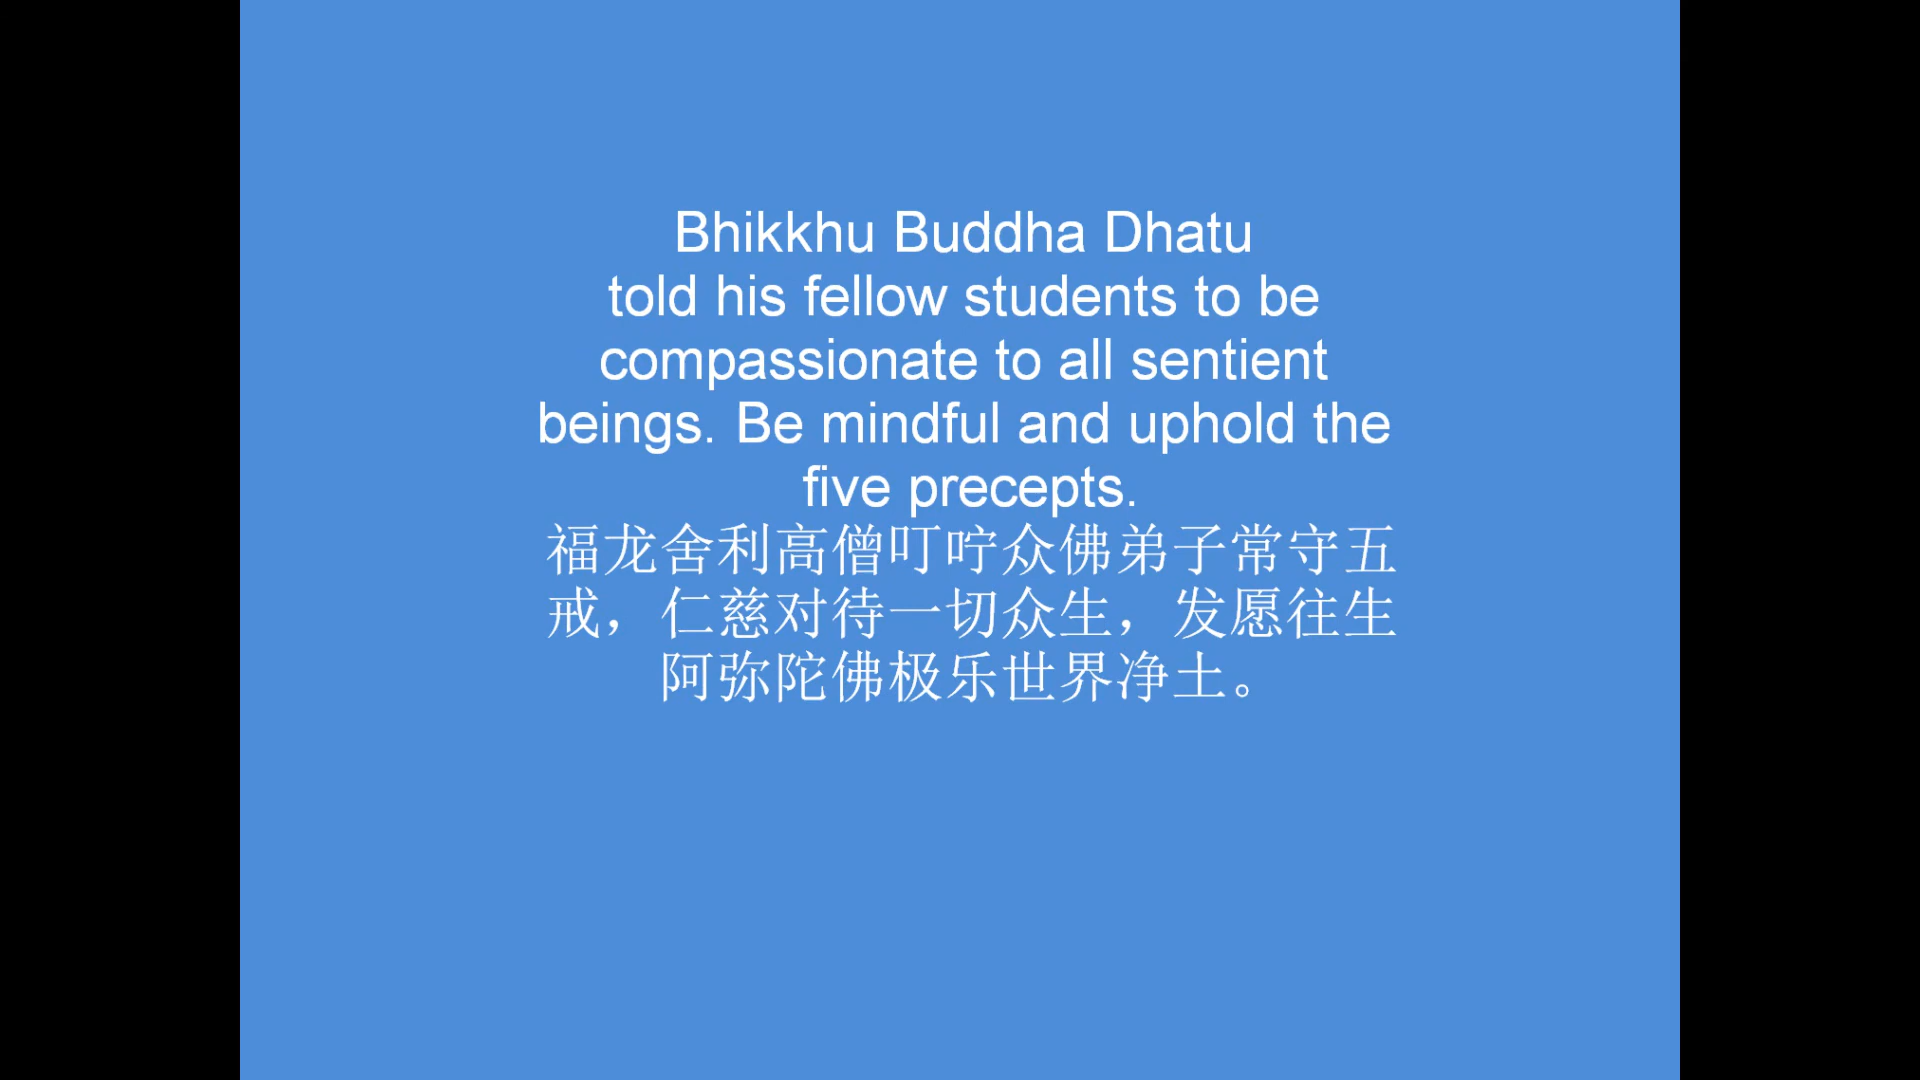 Bhikkhu Buddha Dhatu
told his fellow students to be
compassionate to all sentient
beings. Be mindful and uphold the
five precepts.
福龙舍利高僧叮咛众佛弟子常守五
戒，仁慈对待一切众生，发愿往生
阿弥陀佛极乐世界净土。